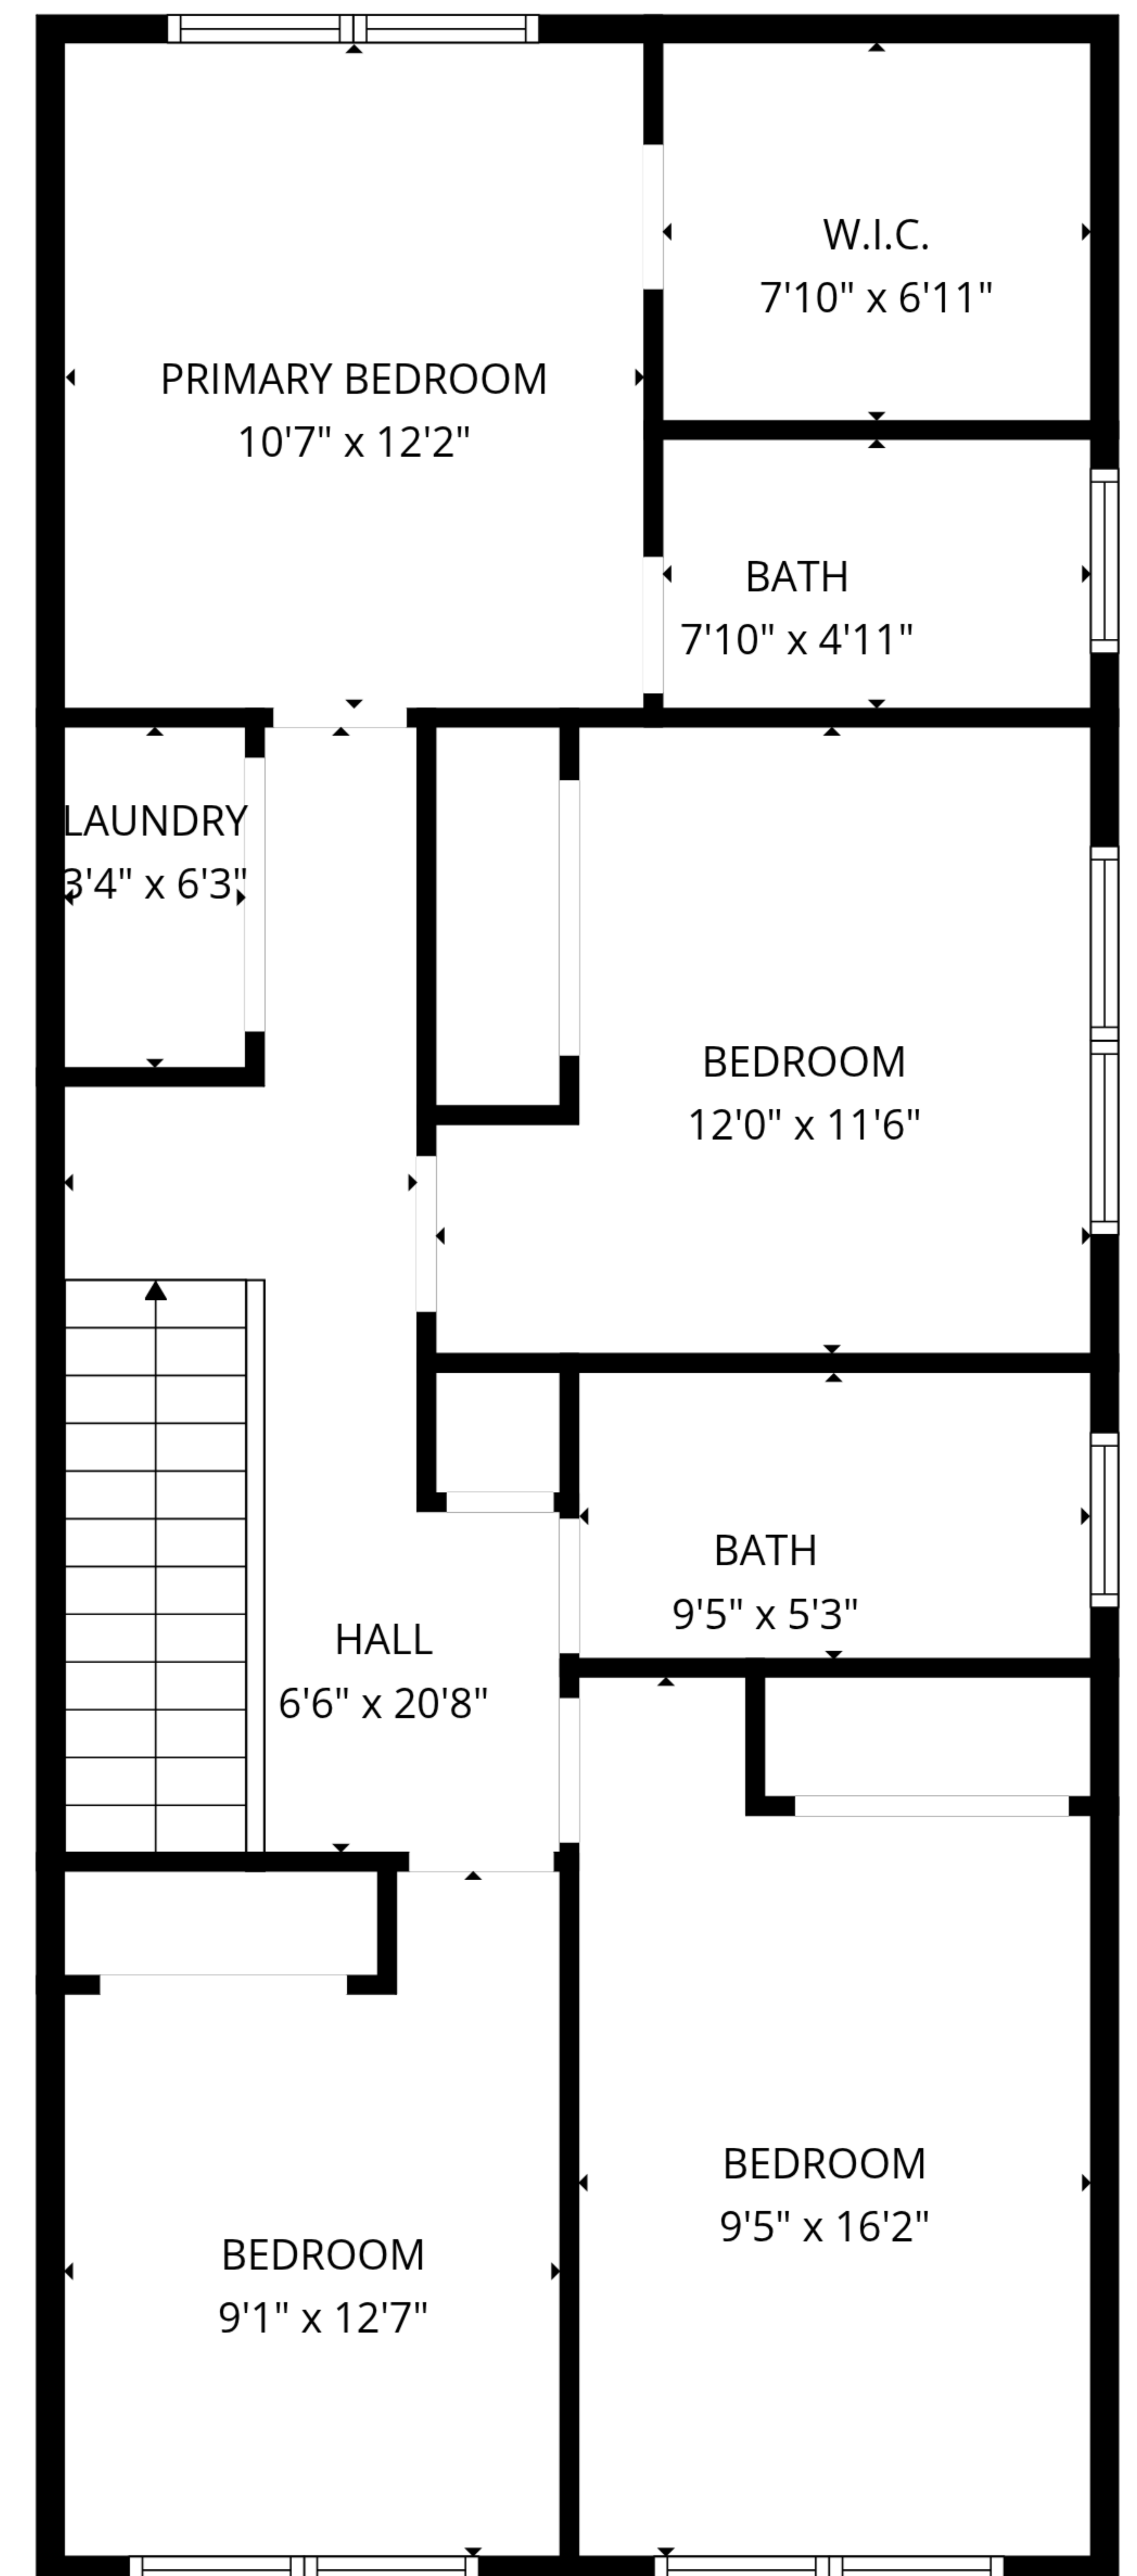 W.I.C.
7'10" x 6'11"
PRIMARY BEDROOM
10'7" x 12'2"
BATH
7'10" x 4'11"
LAUNDRY
3'4" x 6'3"
BEDROOM
12'0" x 11'6"
BATH
9'5" x 5'3"
HALL
6'6" x 20'8"
BEDROOM
9'5" x 16'2"
BEDROOM
9'1" x 12'7"